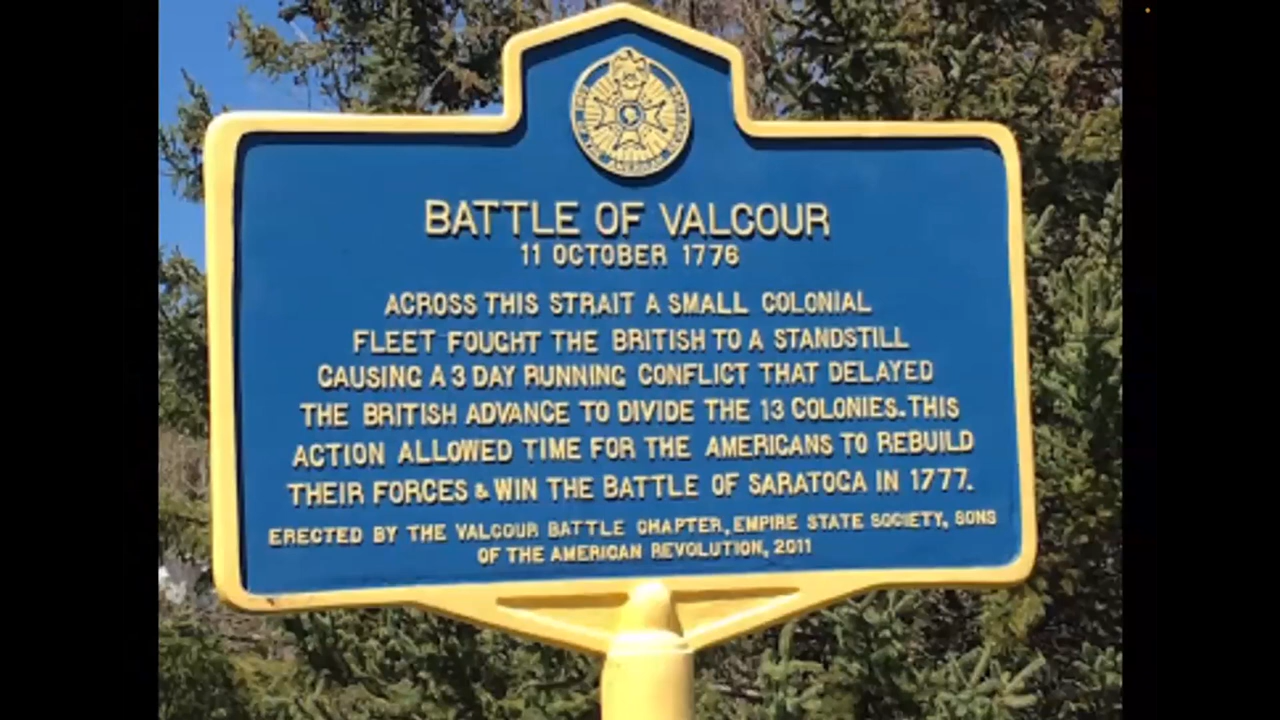 BATTLE OF VALCOUR
11 OCTOBER 1776
ACROSS THIS STRAIT A SMALL COLONIAL
FLEET FOUGHT THE BRITISH TO A STANDSTILL
CAUSING A 3 DAY RUNNING CONFLICT THAT DELAYED
THE BRITISH ADVANCE TO DIVIDE THE 13 COLONIES. THIS
ACTION ALLOWED TIME FOR THE AMERICANS TO REBUILD
THEIR FORCES & WIN THE BATTLE OF SARATOGA IN 1777.
ERECTED BY THE VALCOUR BATTLE CHAPTER, EMPIRE STATE SOCIETY, SONS
OF THE AMERICAN REVOLUTION, 2011